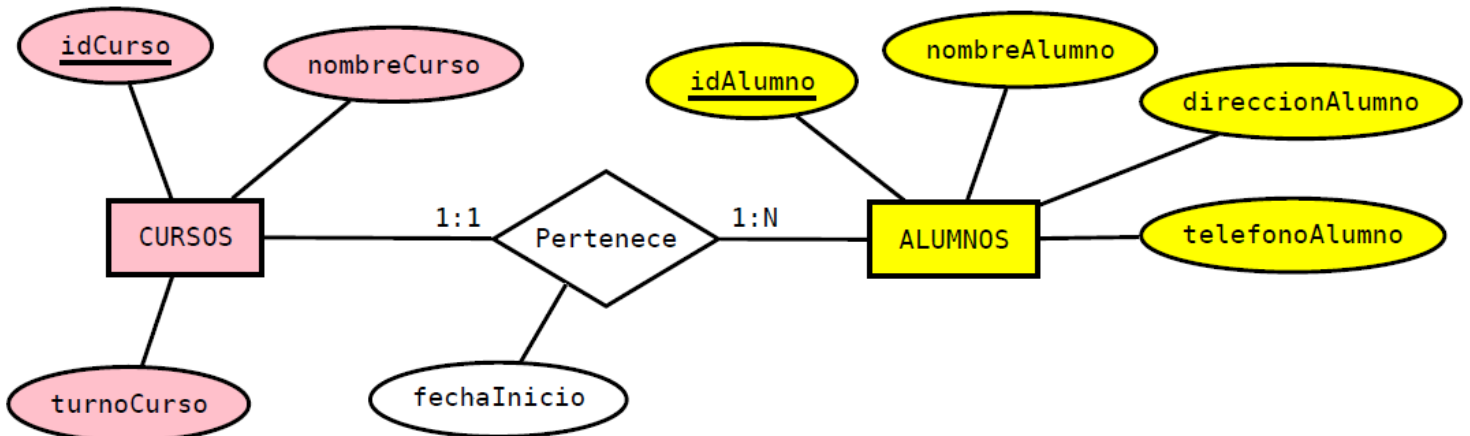 idCurso
nombreCurso
idAlumno
nombreAlumno
direccionAlumno
CURSOS
1:1
Pertenece
1:N
ALUMNOS
telefonoAlumno
turnoCurso
fechaInicio